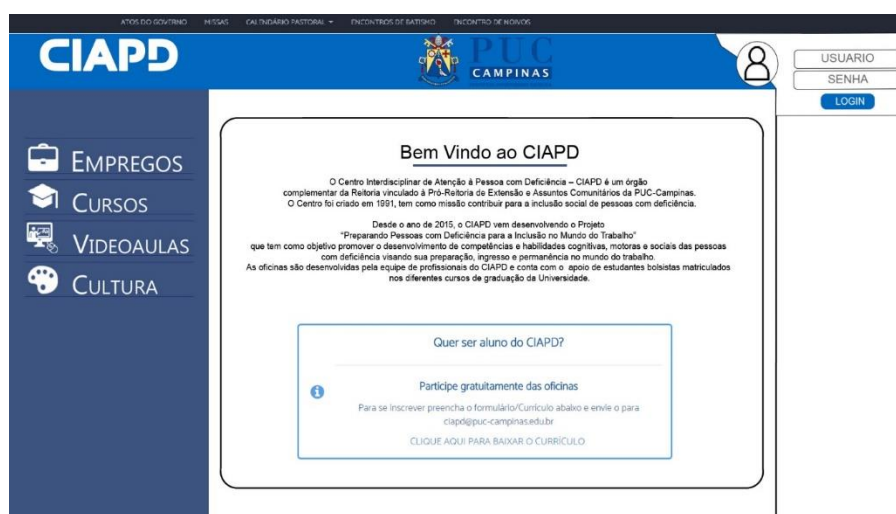 ATOS DO GOVERNO MISSAS CALENDÁRIO PASTORAL ENCONTROS DE BATISMO ENCONTRO DE NOIVOS
CIAPD
PUC
CAMPINAS
USUARIO
SENHA
LOGIN
EMPREGOS
CURSOS
VIDEOAULAS
CULTURA
Bem Vindo ao CIAPD
O Centro Interdisciplinar de Atenção à Pessoa com Deficiência – CIAPD é um órgão
complementar da Reitoria vinculado à Pró-Reitoria de Extensão e Assuntos Comunitários da PUC-Campinas.
O Centro foi criado em 1991, tem como missão contribuir para a inclusão social de pessoas com deficiência.
Desde o ano de 2015, o CIAPD vem desenvolvendo o Projeto
"Preparando Pessoas com Deficiência para a Inclusão no Mundo do Trabalho"
que tem como objetivo promover o desenvolvimento de competências e habilidades cognitivas, motoras e sociais das pessoas
com deficiência visando sua preparação, ingresso e permanência no mundo do trabalho.
As oficinas são desenvolvidas pela equipe de profissionais do CIAPD e conta com o apoio de estudantes bolsistas matriculados
nos diferentes cursos de graduação da Universidade.
Quer ser aluno do CIAPD?
Participe gratuitamente das oficinas
Para se inscrever preencha o formulário/Currículo abaixo e envie o para
ciapd@puc-campinas.edu.br
CLIQUE AQUI PARA BAIXAR O CURRÍCULO